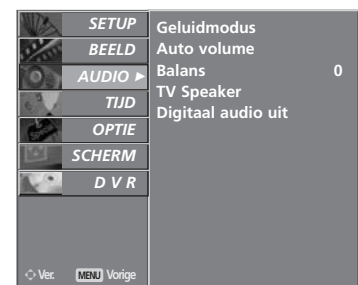 SETUP
BEELD
AUDIO ►
TIJD
OPTIE
SCHERM
D V R
Geluidmodus
Auto volume
Balans 0
TV Speaker
Digitaal audio uit
Ver. MENU Vorige